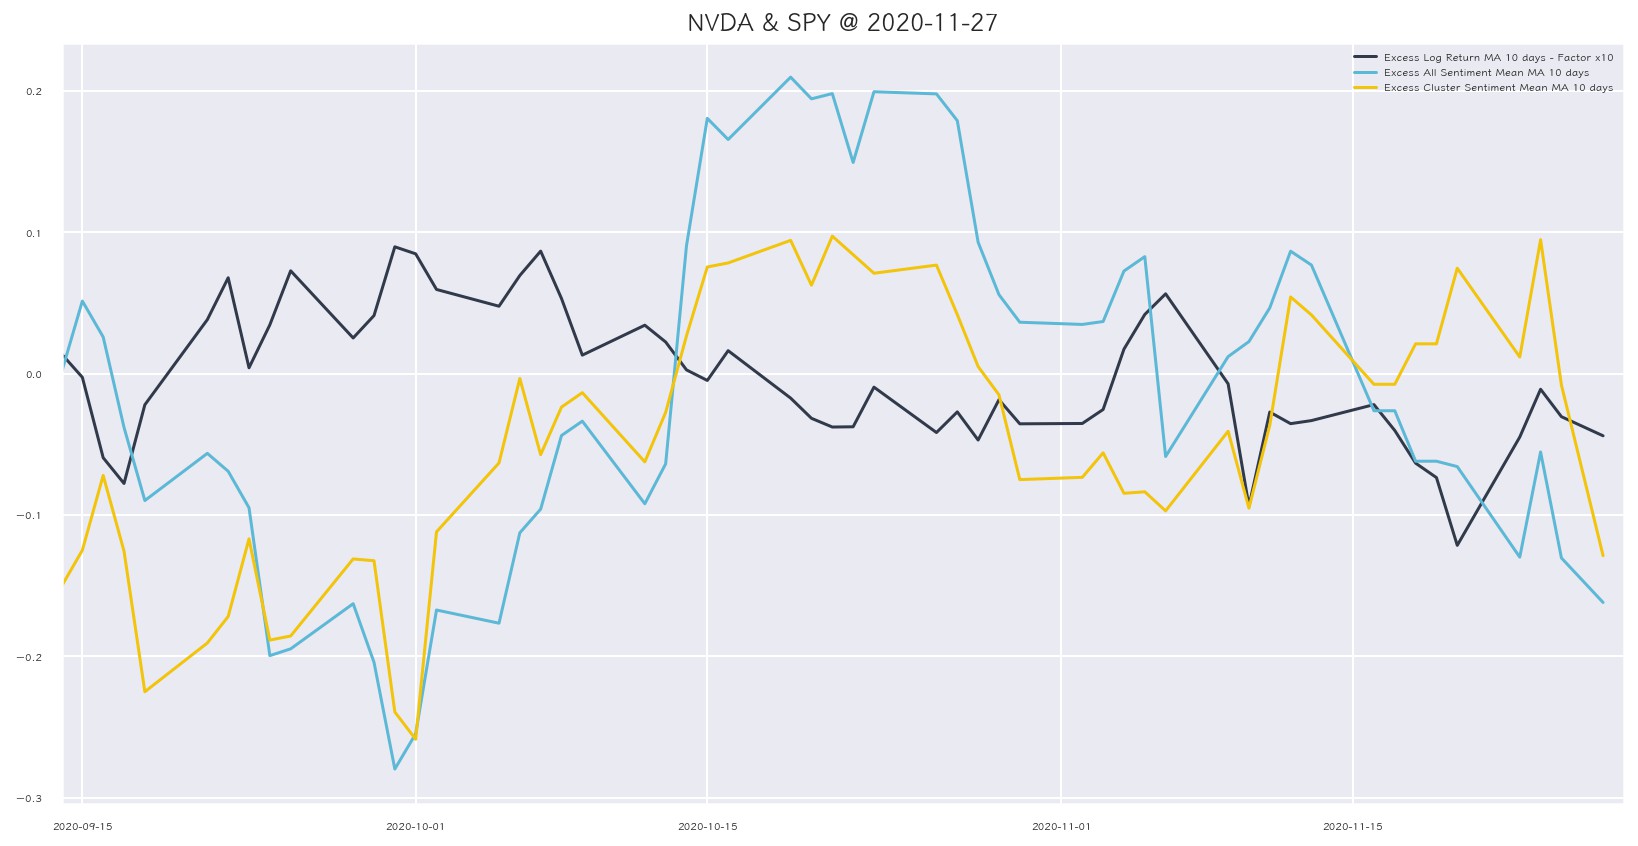 NVDA & SPY @ 2020-11-27
Excess Log Return MA 10 days - Factor x10
Excess All Sentiment Mean MA 10 days
Excess Cluster Sentiment Mean MA 10 days
0.2
0.1
0.0
−0.1
−0.2
−0.3
2020-09-15 2020-10-01 2020-10-15 2020-11-01 2020-11-15